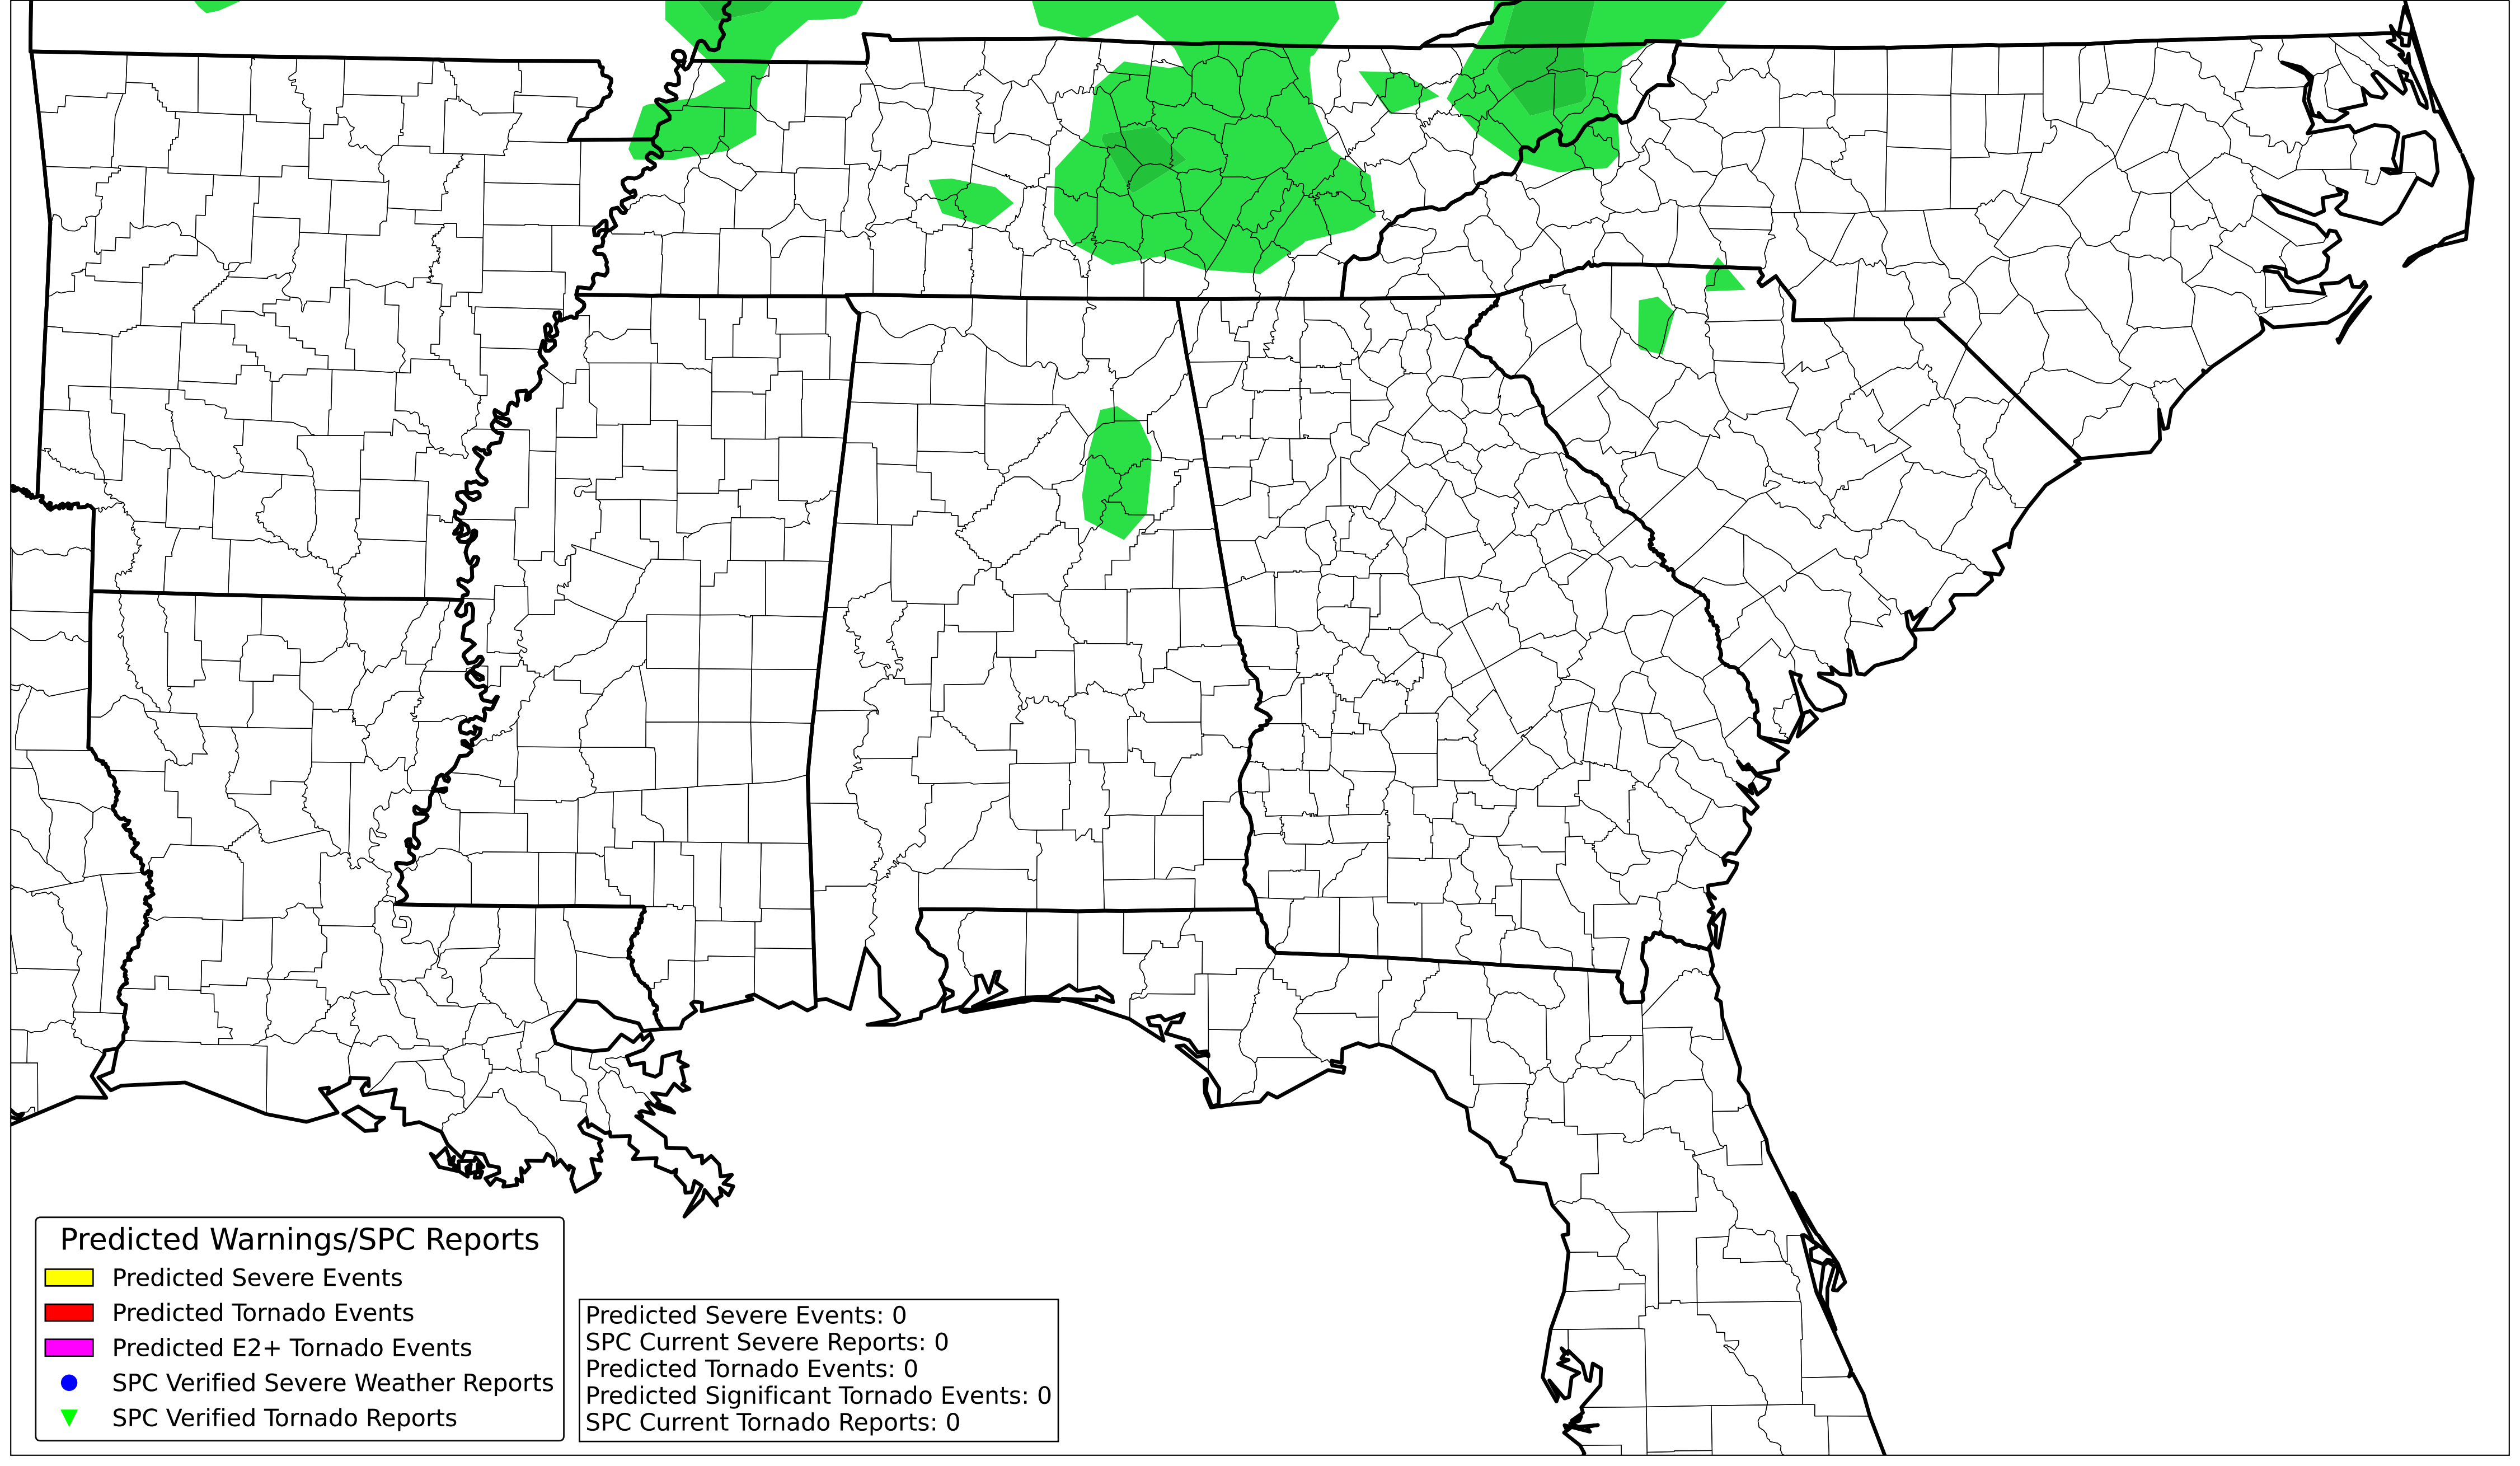 Predicted Warnings/SPC Reports
Predicted Severe Events
Predicted Tornado Events
Predicted E2+ Tornado Events
SPC Verified Severe Weather Reports
SPC Verified Tornado Reports
Predicted Severe Events: 0
SPC Current Severe Reports: 0
Predicted Tornado Events: 0
Predicted Significant Tornado Events: 0
SPC Current Tornado Reports: 0